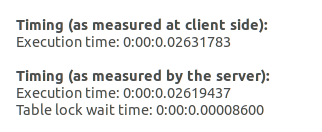 Timing (as measured at client side):
Execution time: 0:00:0.02631783
Timing (as measured by the server):
Execution time: 0:00:0.02619437
Table lock wait time: 0:00:0.00008600